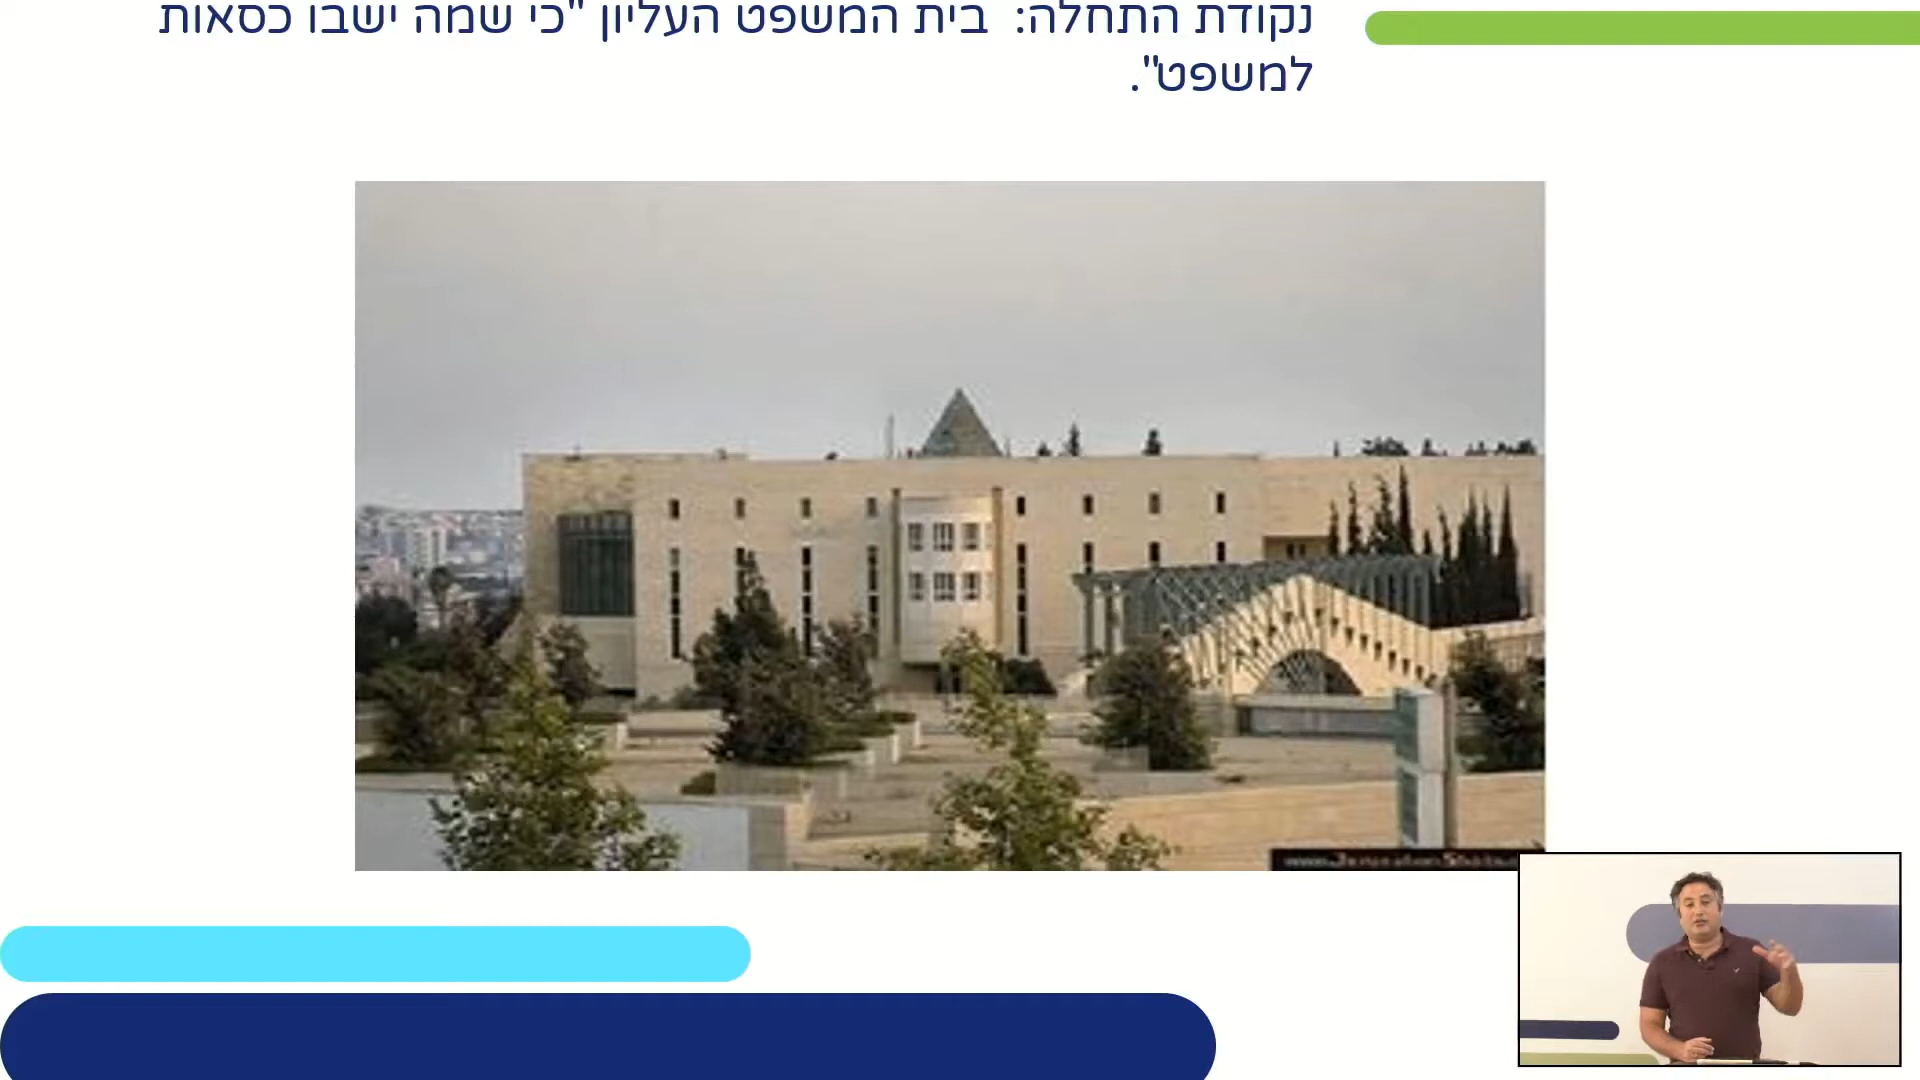 נקודת התחלה: בית המשפט העליון "כי שמה ישבו כסאות
למשפט".